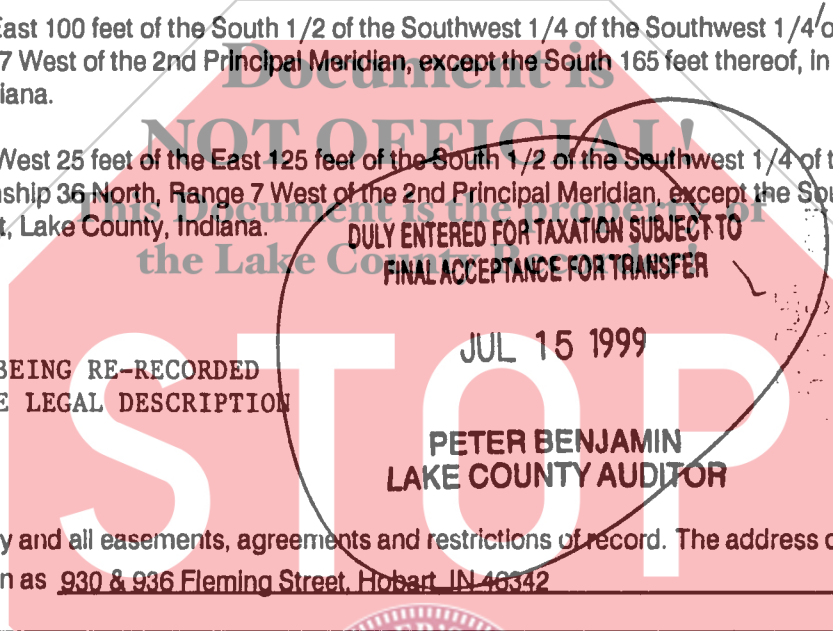 East 100 feet of the South 1/2 of the Southwest 1/4 of the Southwest 1/4 o
7 West of the 2nd Principal Meridian, except the South 165 feet thereof, in
iana.
Document is
NOT OFFICIAL!
West 25 feet of the East 125 feet of the South 1/2 of the Southwest 1/4 of t
nship 36 North, Range 7 West of the 2nd Principal Meridian, except the Sou
t, Lake County, Indiana.
This Document is the property of
the Lake County Recorder!
DULY ENTERED FOR TAXATION SUBJECT TO
FINAL ACCEPTANCE FOR TRANSFER
JUL 15 1999
BEING RE-RECORDED
E LEGAL DESCRIPTION
PETER BENJAMIN
LAKE COUNTY AUDITOR
STOP
y and all easements, agreements and restrictions of record. The address o
n as 930 & 936 Fleming Street, Hobart, IN 46342